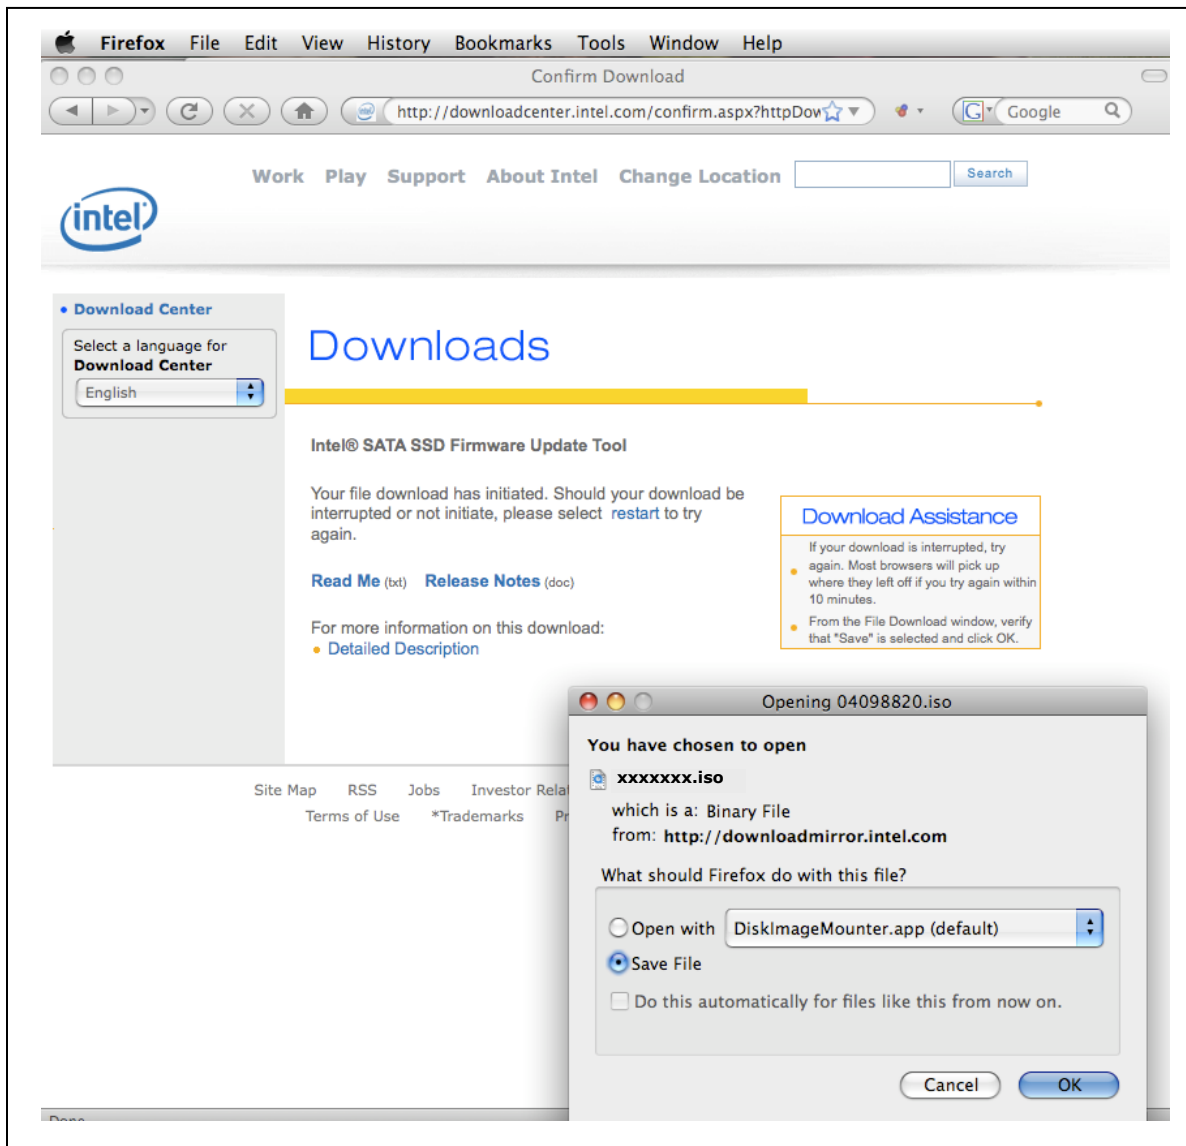 Firefox File Edit View History Bookmarks Tools Window Help
Confirm Download
http://downloadcenter.intel.com/confirm.aspx?httpDow
Google
Work Play Support About Intel Change Location
Search
intel
Download Center
Select a language for
Download Center
English
Downloads
Intel® SATA SSD Firmware Update Tool
Your file download has initiated. Should your download be
interrupted or not initiate, please select restart to try
again.
Read Me (txt) Release Notes (doc)
For more information on this download:
Detailed Description
Download Assistance
If your download is interrupted, try
again. Most browsers will pick up
where they left off if you try again within
10 minutes.
From the File Download window, verify
that "Save" is selected and click OK.
Site Map RSS Jobs Investor Rela
Terms of Use *Trademarks Pr
Opening 04098820.iso
You have chosen to open
xxxxxxx.iso
which is a: Binary File
from: http://downloadmirror.intel.com
What should Firefox do with this file?
Open with DiskImageMounter.app (default)
Save File
Do this automatically for files like this from now on.
Cancel OK
Done